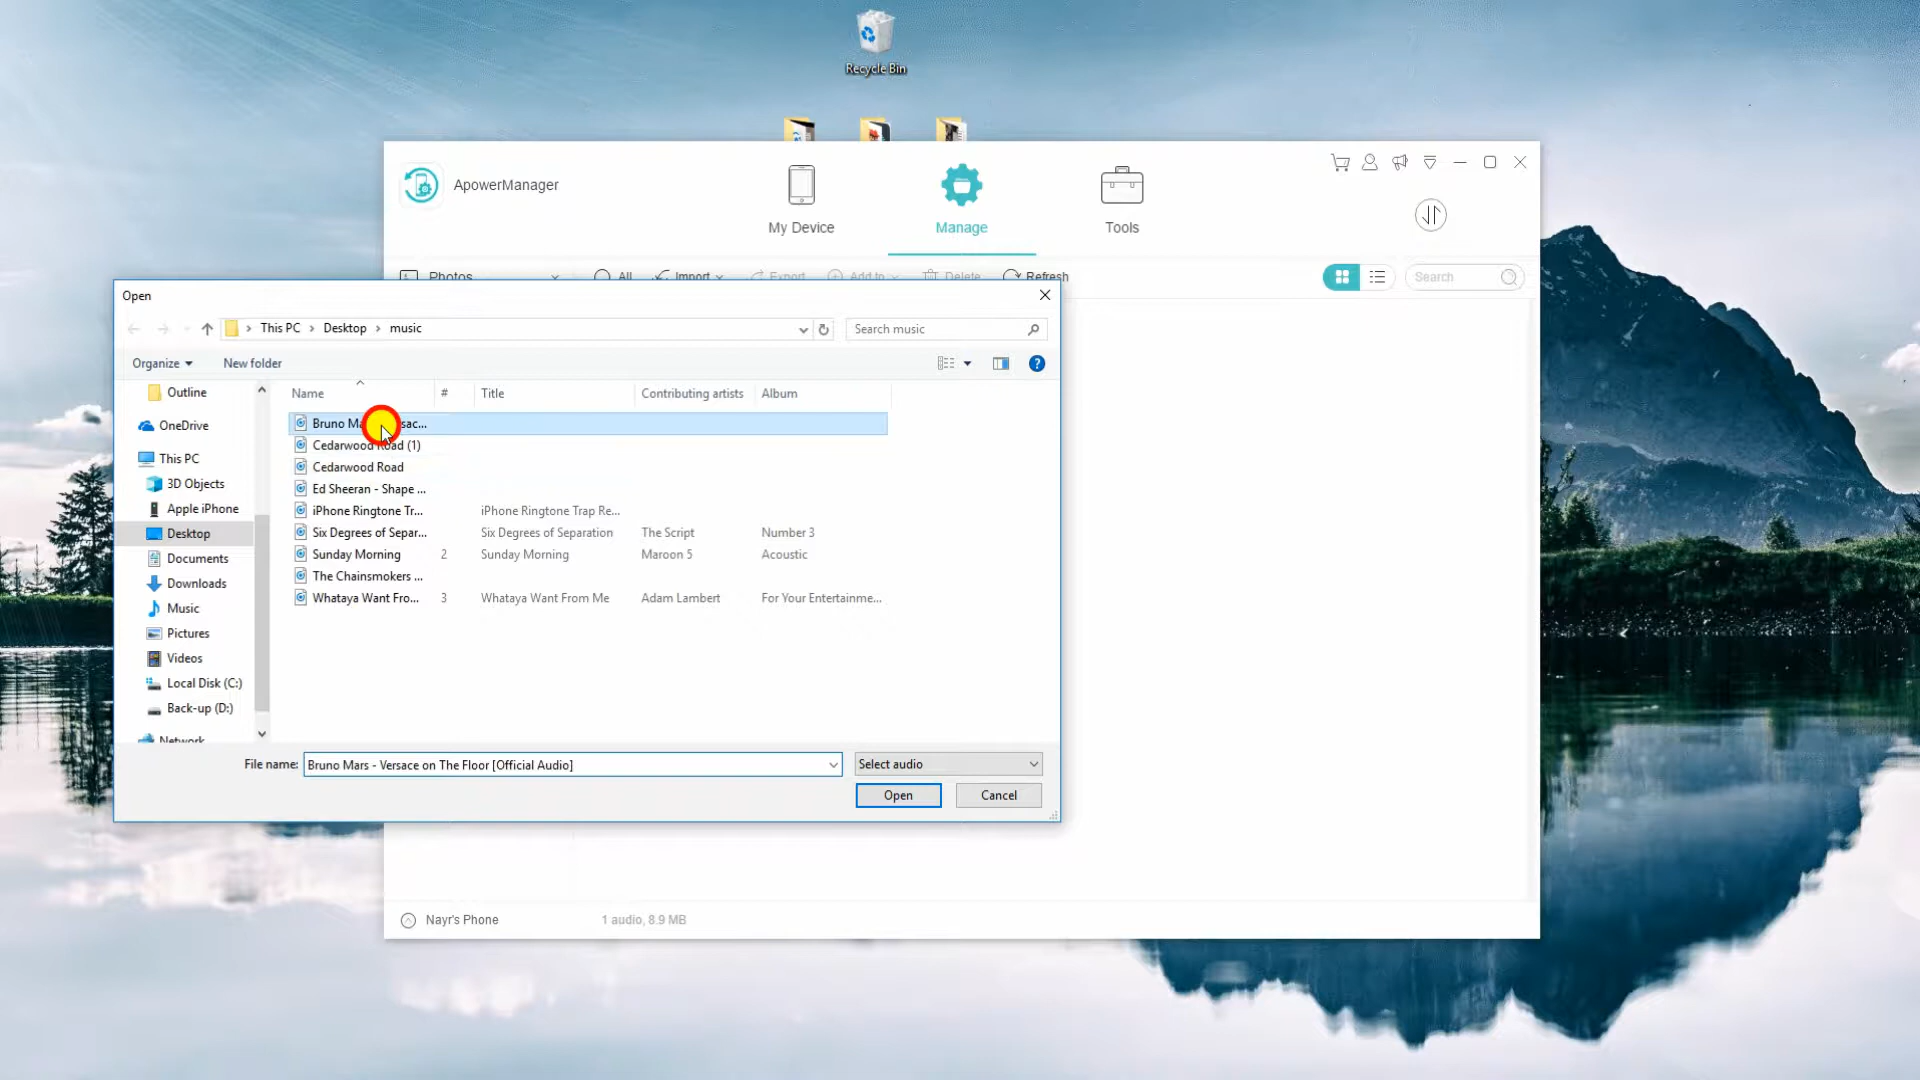 Recycle Bin
ApowerManager
My Device
Manage
Tools
Photos
All
Import
Export
Add to
Delete
Refresh
Search
Open
This PC
Desktop
music
Search music
Organize
New folder
Name
#
Title
Contributing artists
Album
Outline
OneDrive
This PC
3D Objects
Apple iPhone
Desktop
Documents
Downloads
Music
Pictures
Videos
Local Disk (C:)
Back-up (D:)
Network
Bruno Ma sac...
Cedarwood Road (1)
Cedarwood Road
Ed Sheeran - Shape ...
iPhone Ringtone Tr... iPhone Ringtone Trap Re...
Six Degrees of Separ... Six Degrees of Separation The Script Number 3
Sunday Morning 2 Sunday Morning Maroon 5 Acoustic
The Chainsmokers ...
Whataya Want Fro... 3 Whataya Want From Me Adam Lambert For Your Entertainme...
File name: Bruno Mars - Versace on The Floor [Official Audio]
Select audio
Open
Cancel
Nayr's Phone
1 audio, 8.9 MB